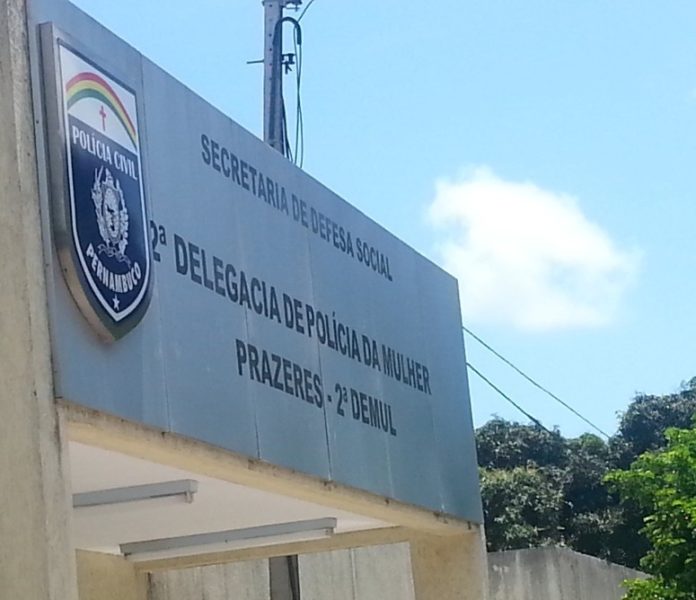 POLÍCIA CIVIL
PERNAMBUCO
SECRETARIA DE DEFESA SOCIAL
2ª DELEGACIA DE POLÍCIA DA MULHER
PRAZERES - 2ª DEMUL